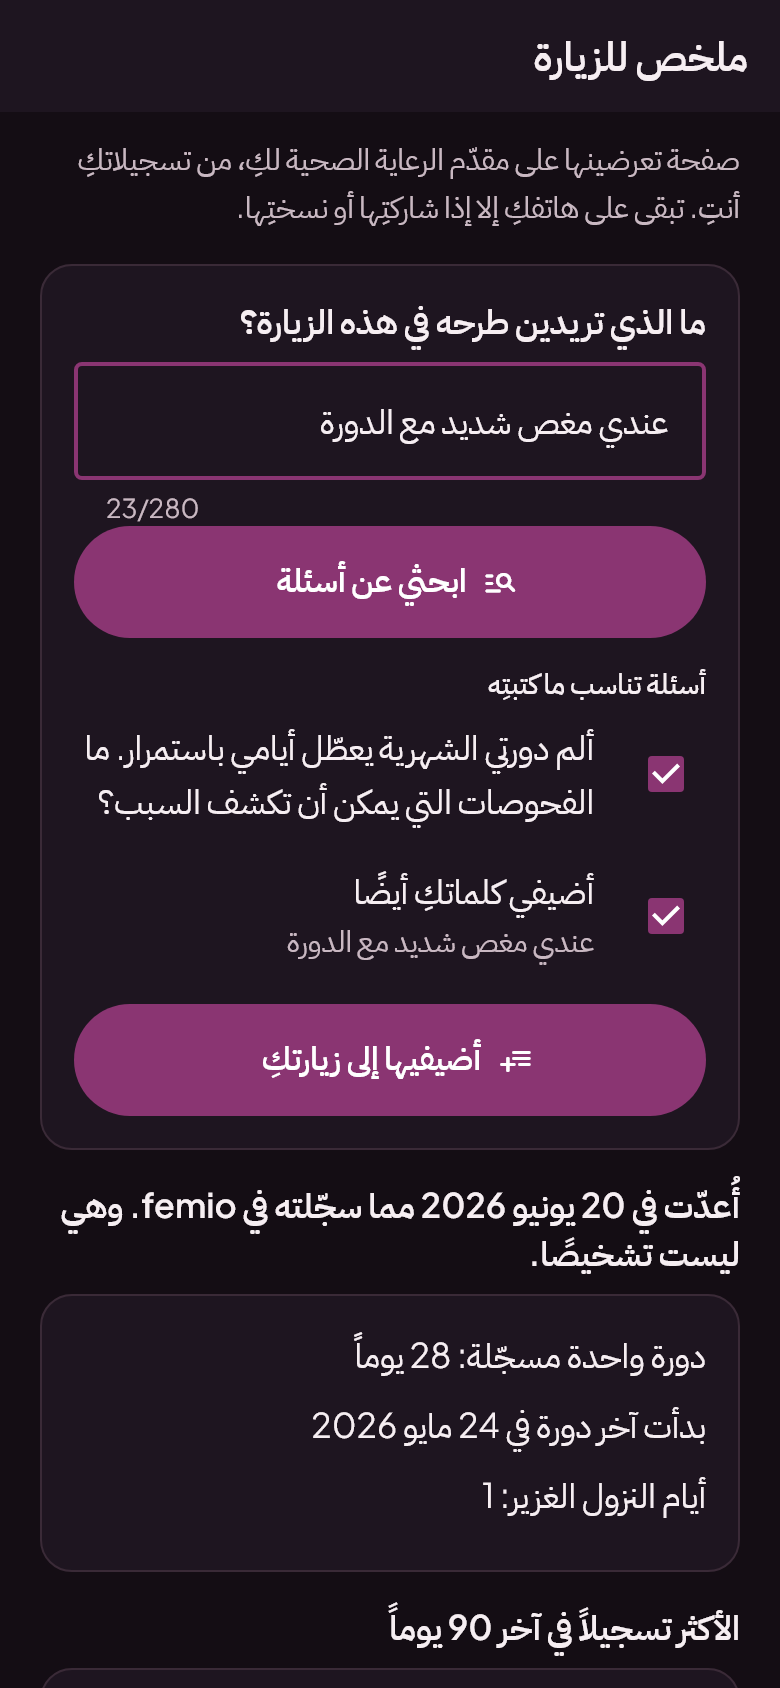 ملخص للزيارة
صفحة تعرضينها على مقدّم الرعاية الصحية لكِ، من تسجيلاتكِ
أنتِ. تبقى على هاتفكِ إلا إذا شاركتِها أو نسختِها.
ما الذي تريدين طرحه في هذه الزيارة؟
عندي مغص شديد مع الدورة
23/280
ابحثي عن أسئلة
أسئلة تناسب ما كتبتِه
ألم دورتي الشهرية يعطّل أيامي باستمرار. ما
الفحوصات التي يمكن أن تكشف السبب؟
أضيفي كلماتكِ أيضًا
عندي مغص شديد مع الدورة
أضيفيها إلى زيارتكِ
أُعدّت في 20 يونيو 2026 مما سجّلته في femio. وهي
ليست تشخيصًا.
دورة واحدة مسجّلة: 28 يوماً
بدأت آخر دورة في 24 مايو 2026
أيام النزول الغزير: 1
الأكثر تسجيلاً في آخر 90 يوماً